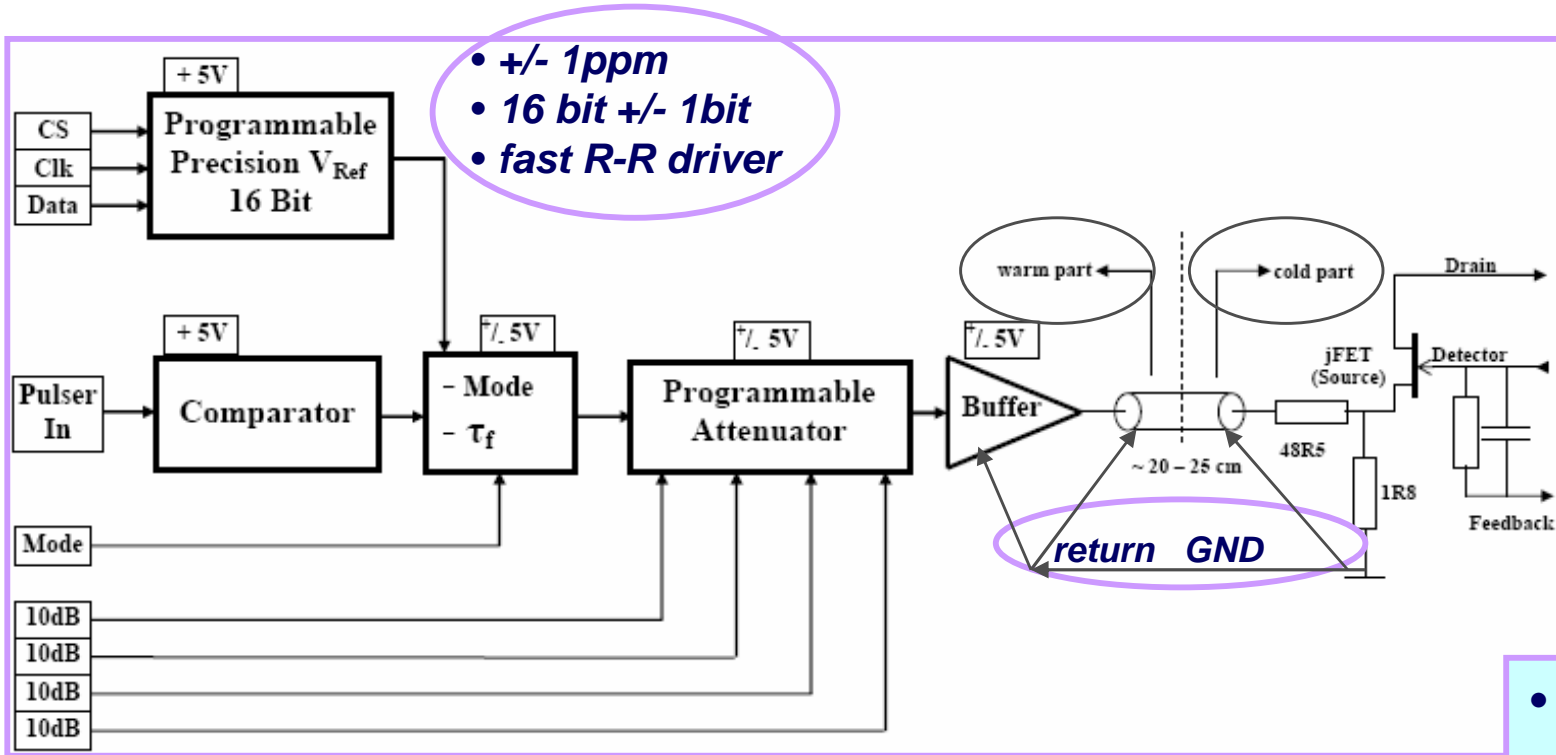 • +/- 1ppm
• 16 bit +/- 1bit
• fast R-R driver
+ 5V
CS
Clk
Data
Programmable
Precision V_Ref
16 Bit
warm part
cold part
Drain
+ 5V
+/- 5V
+/- 5V
+/- 5V
jFET
(Source)
Detector
Pulser
In
Comparator
- Mode
- τ_f
Programmable
Attenuator
Buffer
~ 20 – 25 cm
48R5
1R8
Feedback
return GND
Mode
10dB
10dB
10dB
10dB
•